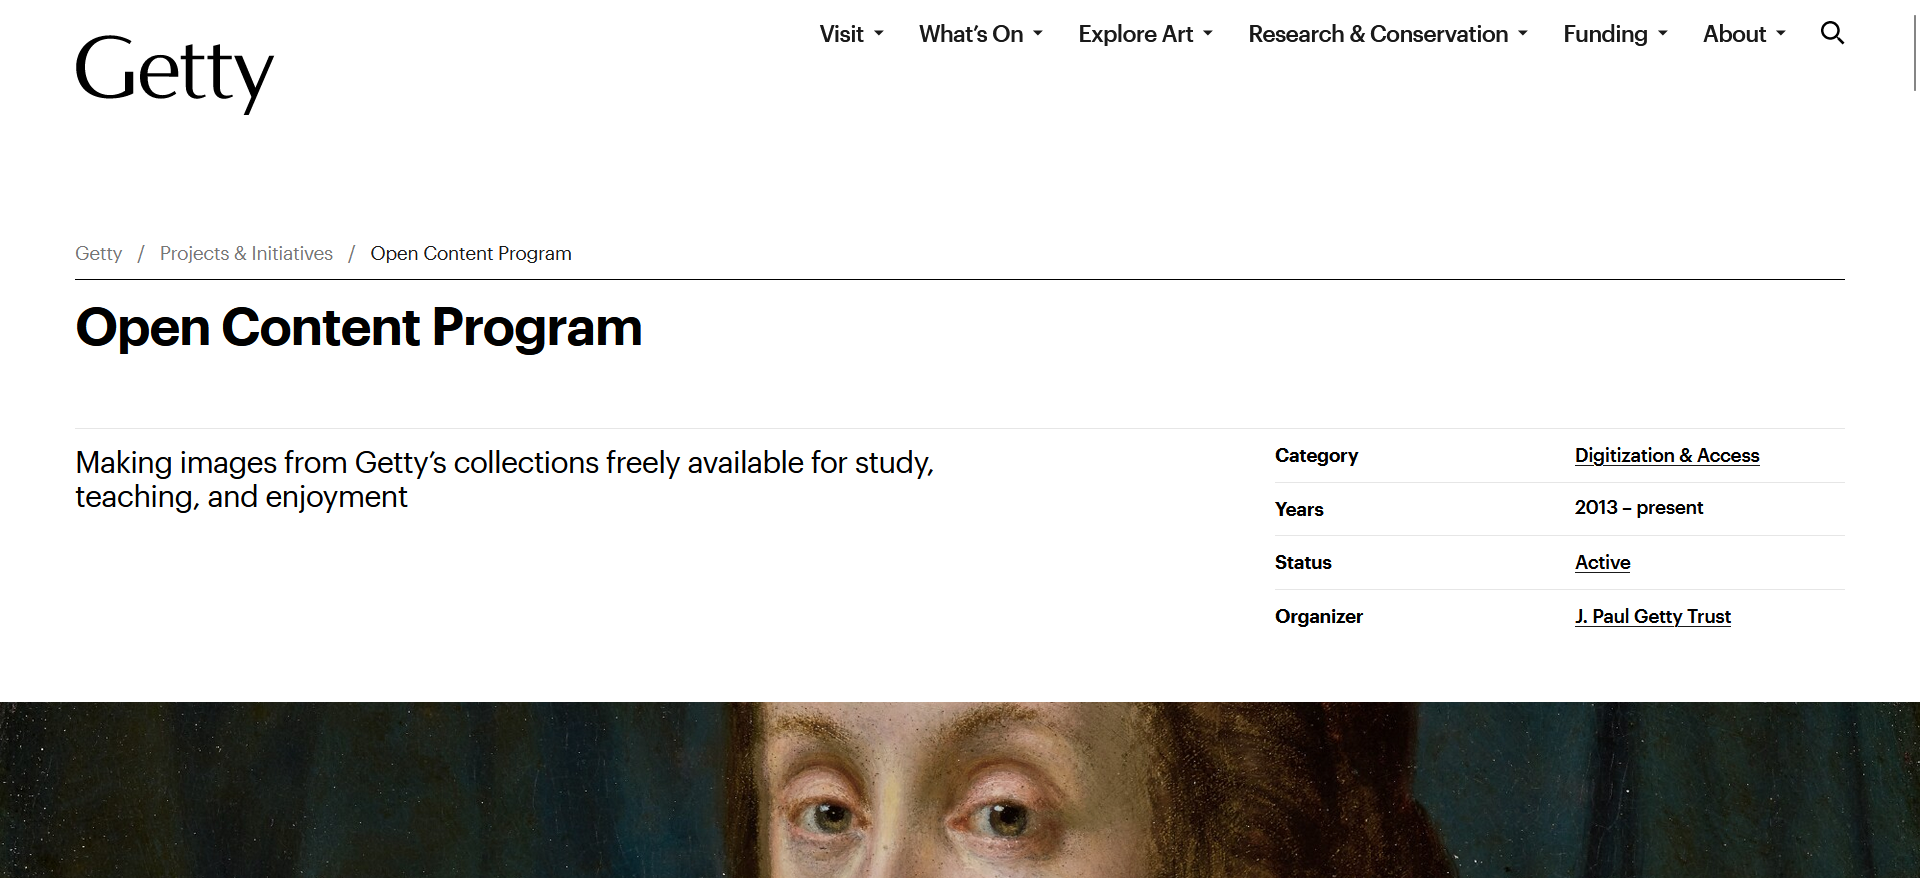 Getty
Visit
What's On
Explore Art
Research & Conservation
Funding
About
Getty / Projects & Initiatives / Open Content Program
Open Content Program
Making images from Getty's collections freely available for study,
teaching, and enjoyment
Category Digitization & Access
Years 2013 – present
Status Active
Organizer J. Paul Getty Trust